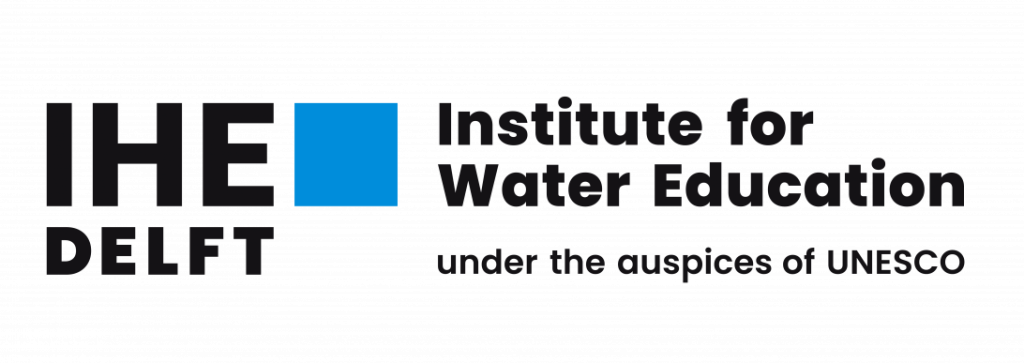 IHE
DELFT
Institute for
Water Education
under the auspices of UNESCO